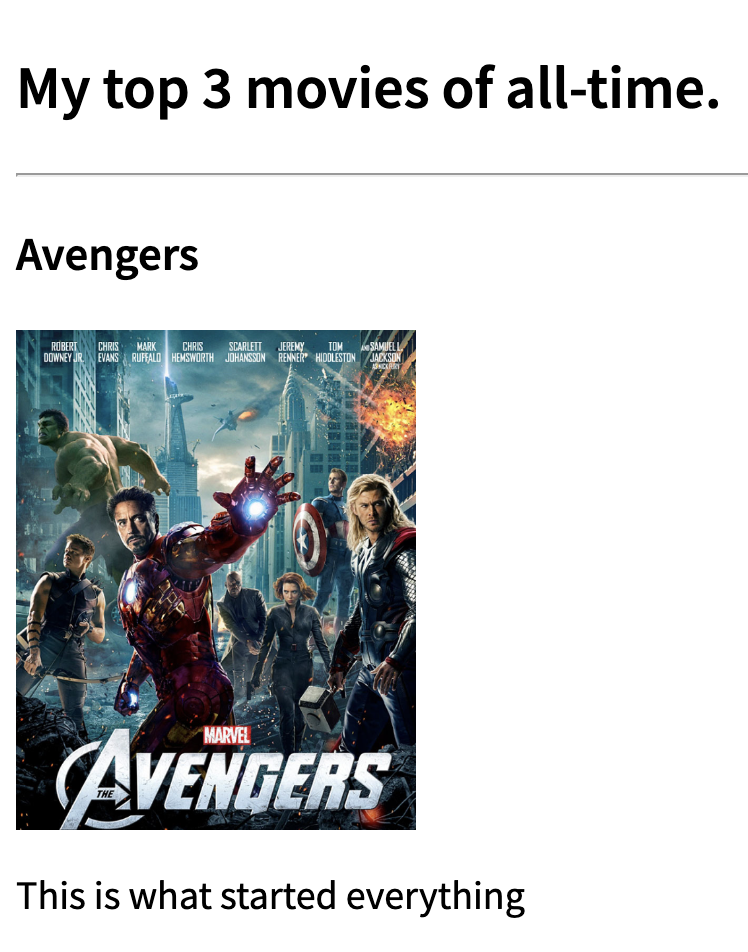 My top 3 movies of all-time.
Avengers
ROBERT CHRIS MARK CHRIS SCARLETT JEREMY TOM AND SAMUEL L.
DOWNEY JR. EVANS RUFFALO HEMSWORTH JOHANSSON RENNER HIDDLESTON JACKSON
MARVEL
THE AVENGERS
This is what started everything